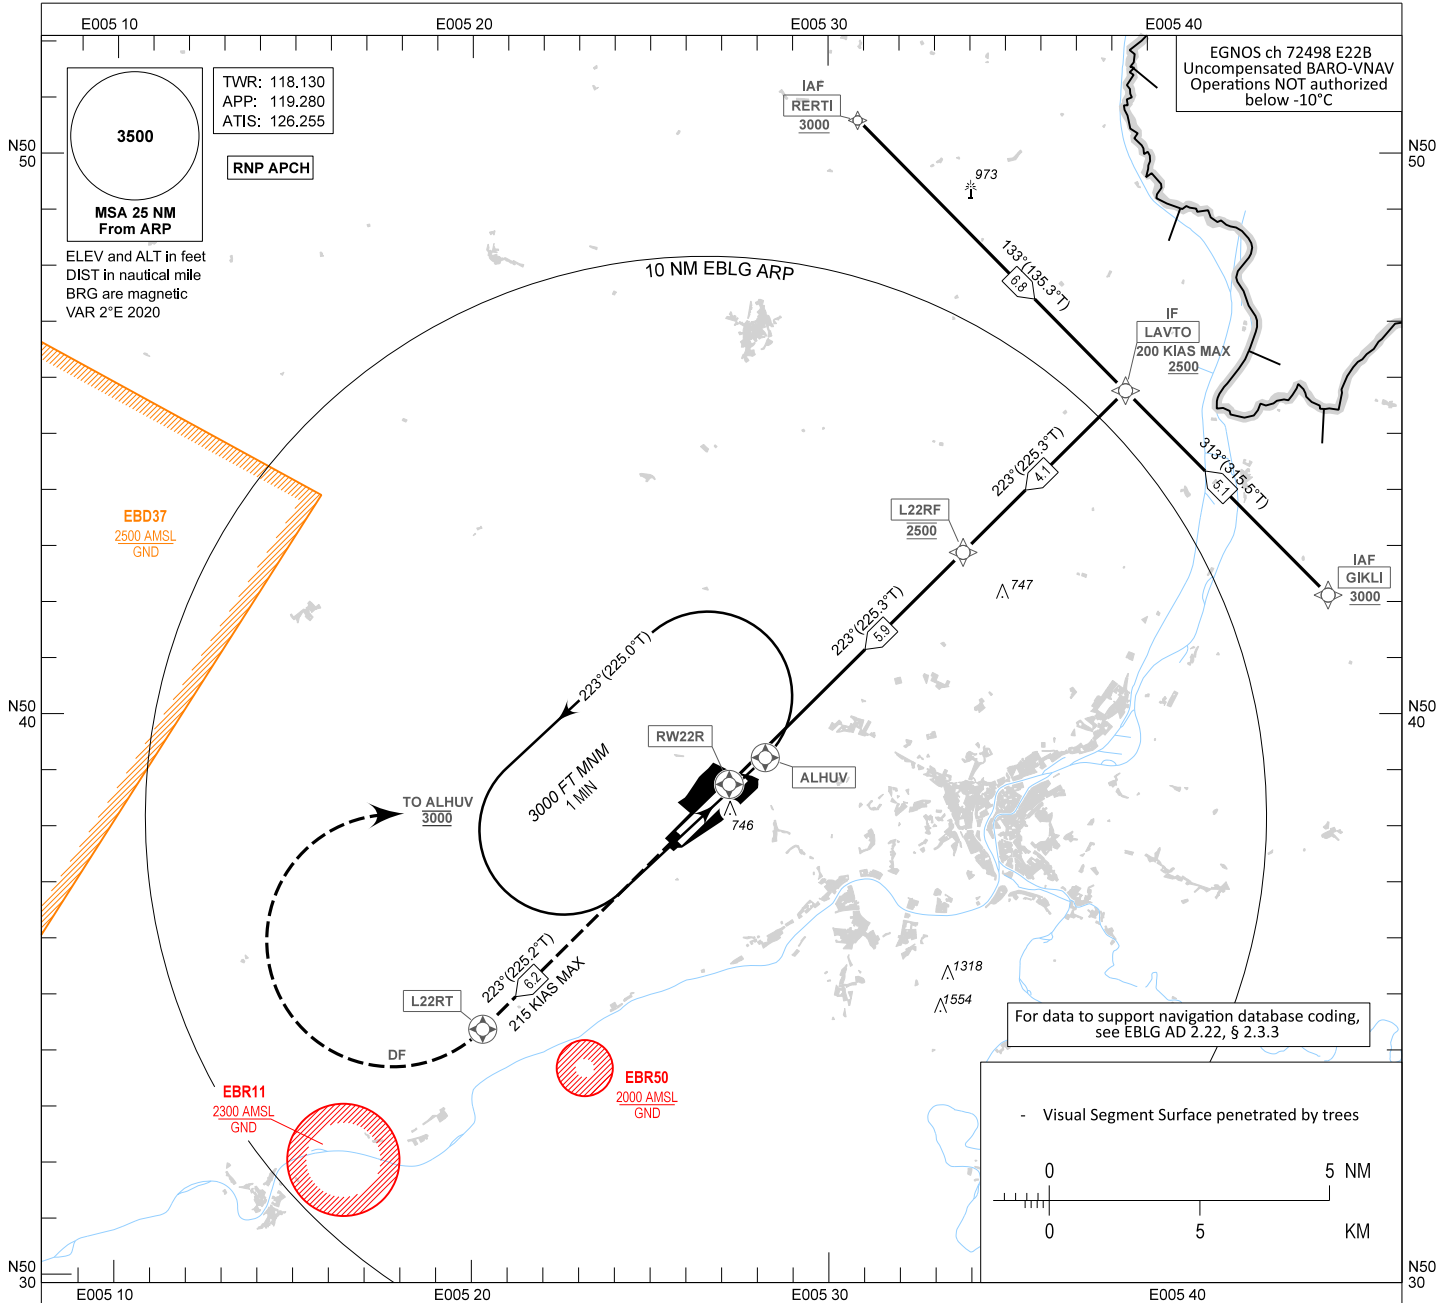 E005 10
E005 20
E005 30
E005 40
N50
50
N50
50
3500
MSA 25 NM
From ARP
TWR: 118.130
APP: 119.280
ATIS: 126.255
RNP APCH
ELEV and ALT in feet
DIST in nautical mile
BRG are magnetic
VAR 2°E 2020
EGNOS ch 72498 E22B
Uncompensated BARO-VNAV
Operations NOT authorized
below -10°C
IAF
RERTI
3000
973
133°(135.3°T)
6.8
10 NM EBLG ARP
IF
LAVTO
200 KIAS MAX
2500
313°(315.5°T)
5.1
223°(225.3°T)
4.1
L22RF
2500
EBD37
2500 AMSL
GND
IAF
GIKLI
3000
747
223°(225.3°T)
5.9
223°(225.0°T)
N50
40
N50
40
RW22R
ALHUV
3000 FT MNM
1 MIN
TO ALHUV
3000
746
223°(225.2°T)
6.2
215 KIAS MAX
L22RT
DF
1318
1554
For data to support navigation database coding,
see EBLG AD 2.22, § 2.3.3
EBR11
2300 AMSL
GND
EBR50
2000 AMSL
GND
- Visual Segment Surface penetrated by trees
0 5 NM
0 5 KM
N50
30
N50
30
E005 10
E005 20
E005 30
E005 40